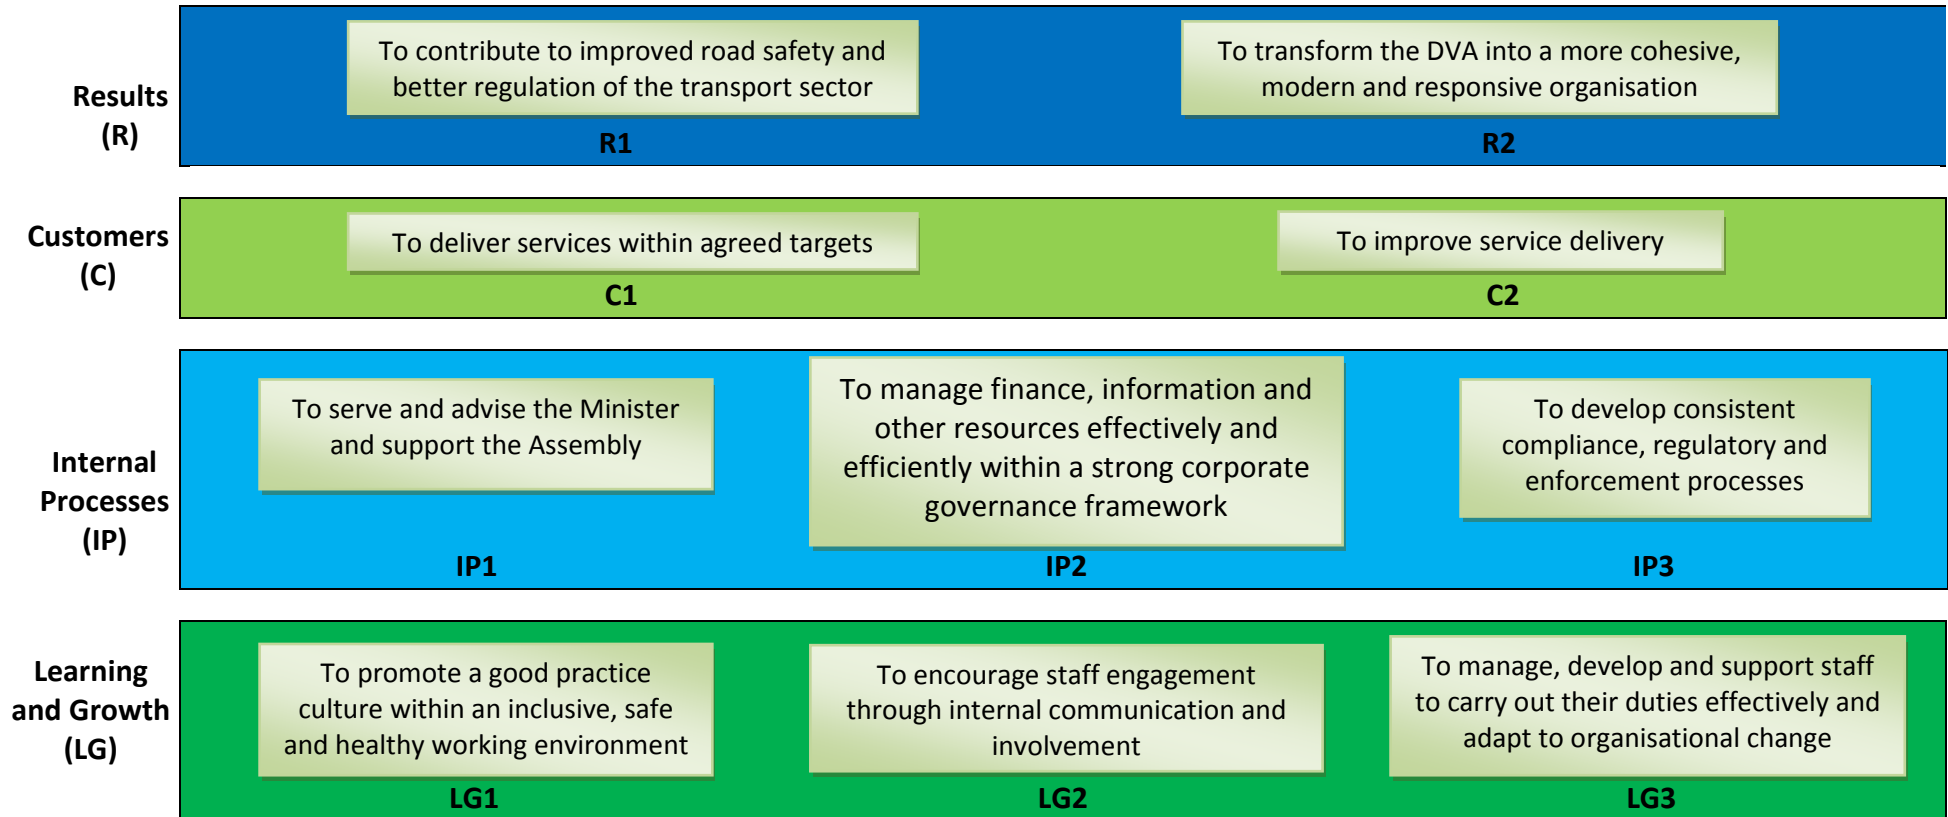 Results
(R)
To contribute to improved road safety and
better regulation of the transport sector
R1
To transform the DVA into a more cohesive,
modern and responsive organisation
R2
Customers
(C)
To deliver services within agreed targets
C1
To improve service delivery
C2
Internal
Processes
(IP)
To serve and advise the Minister
and support the Assembly
IP1
To manage finance, information and
other resources effectively and
efficiently within a strong corporate
governance framework
IP2
To develop consistent
compliance, regulatory and
enforcement processes
IP3
Learning
and Growth
(LG)
To promote a good practice
culture within an inclusive, safe
and healthy working environment
LG1
To encourage staff engagement
through internal communication and
involvement
LG2
To manage, develop and support staff
to carry out their duties effectively and
adapt to organisational change
LG3